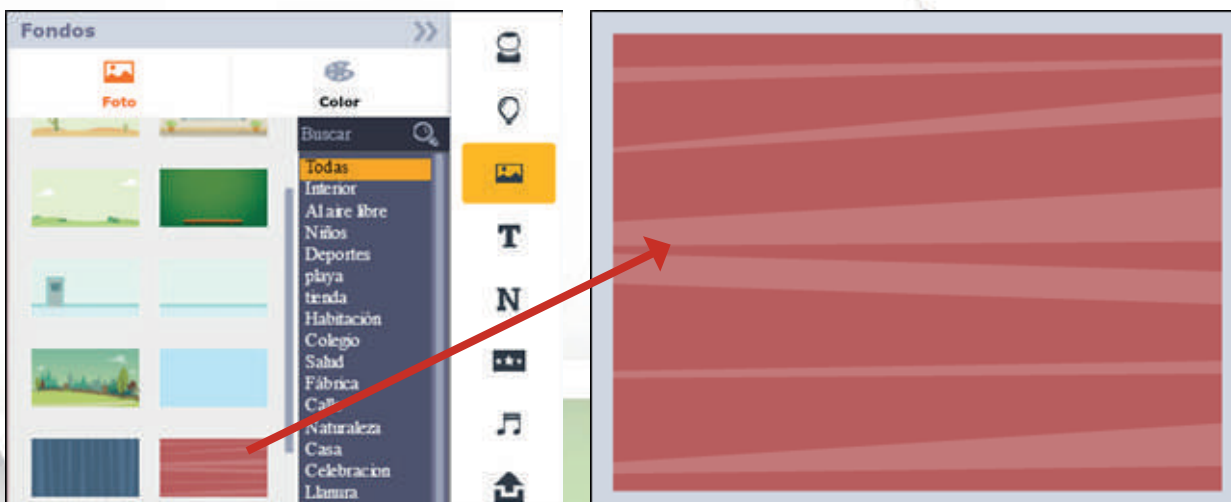 Fondos
Foto
Color
Buscar
Todas
Interior
Al aire libre
Niños
Deportes
playa
tienda
Habitación
Colegio
Salud
Fábrica
Calle
Naturaleza
Casa
Celebracion
Llanura
T
N